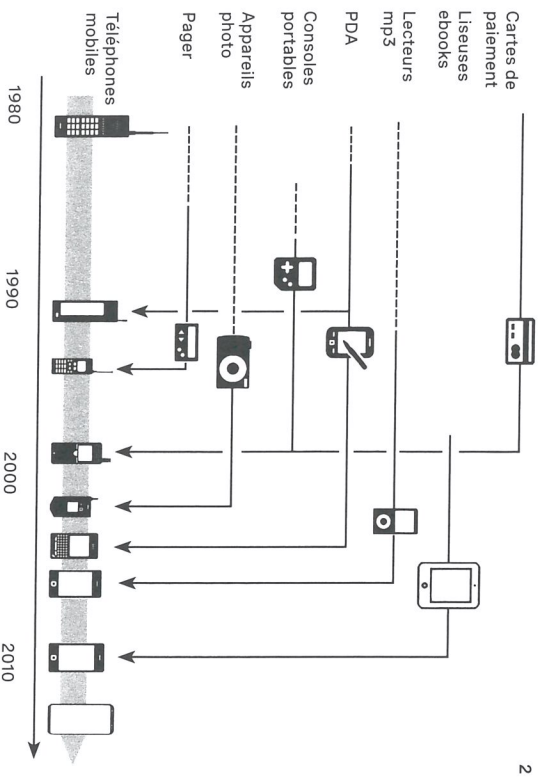 Cartes de
paiement
Liseuses
ebooks
Lecteurs
mp3
PDA
Consoles
portables
Appareils
photo
Pager
Téléphones
mobiles
1980
1990
2000
2010
2